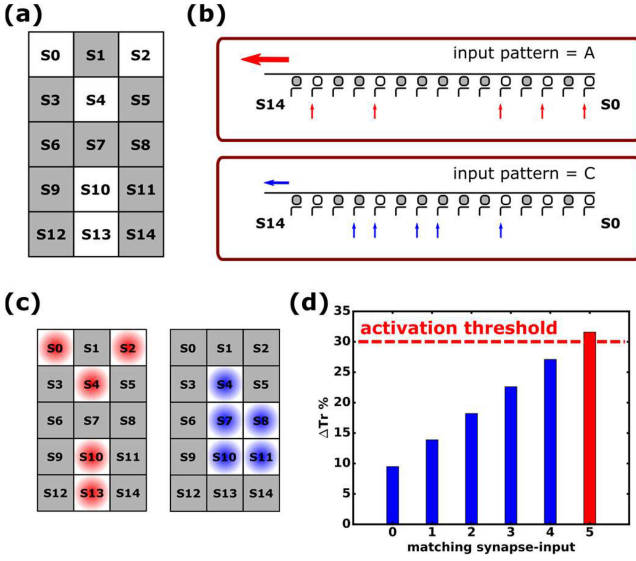 (a)
S0 S1 S2
S3 S4 S5
S6 S7 S8
S9 S10 S11
S12 S13 S14
(b)
input pattern = A
S14 S0
input pattern = C
S14 S0
(c)
S0 S1 S2
S3 S4 S5
S6 S7 S8
S9 S10 S11
S12 S13 S14
S0 S1 S2
S3 S4 S5
S6 S7 S8
S9 S10 S11
S12 S13 S14
(d)
35
30
25
20
15
10
5
0
ΔTr %
activation threshold
0 1 2 3 4 5
matching synapse-input